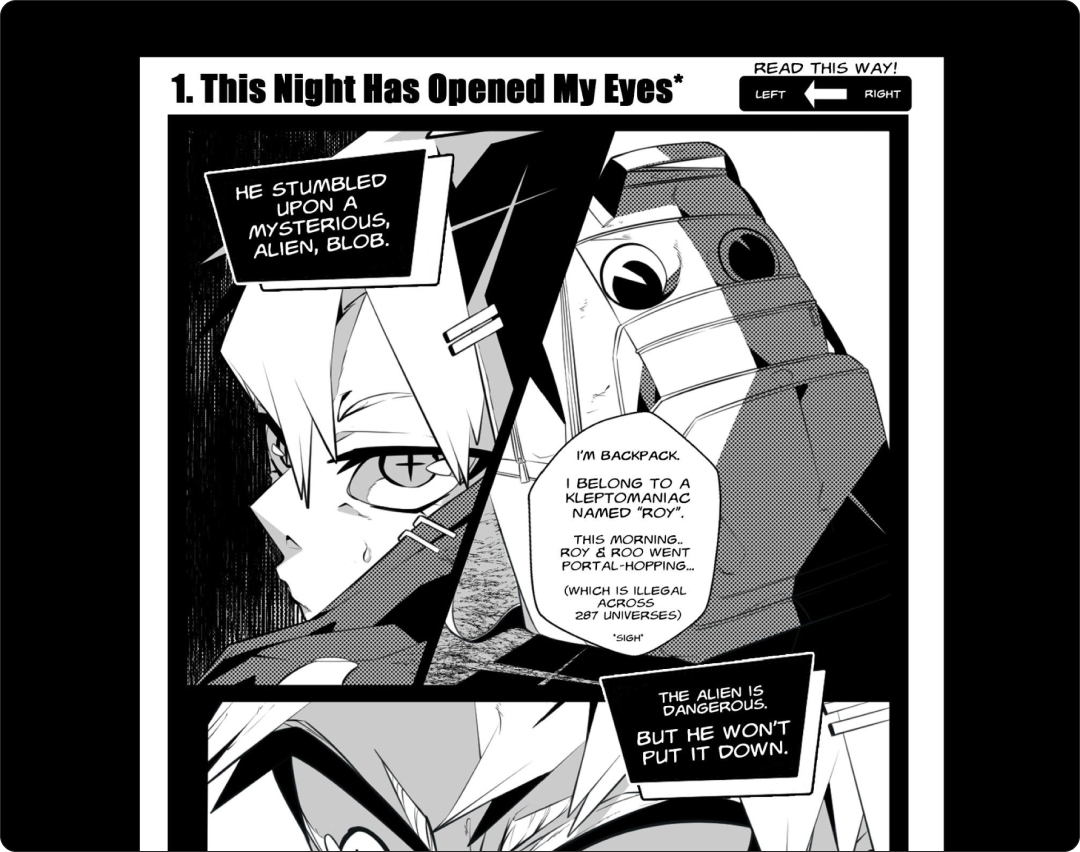 1. This Night Has Opened My Eyes*
READ THIS WAY!
LEFT RIGHT
I'M BACKPACK.
I BELONG TO A
KLEPTOMANIAC
NAMED "ROY".
THIS MORNING..
ROY & ROO WENT
PORTAL-HOPPING...
(WHICH IS ILLEGAL
ACROSS
287 UNIVERSES)
*SIGH*
HE STUMBLED
UPON A
MYSTERIOUS,
ALIEN, BLOB.
THE ALIEN IS
DANGEROUS.
BUT HE WON'T
PUT IT DOWN.